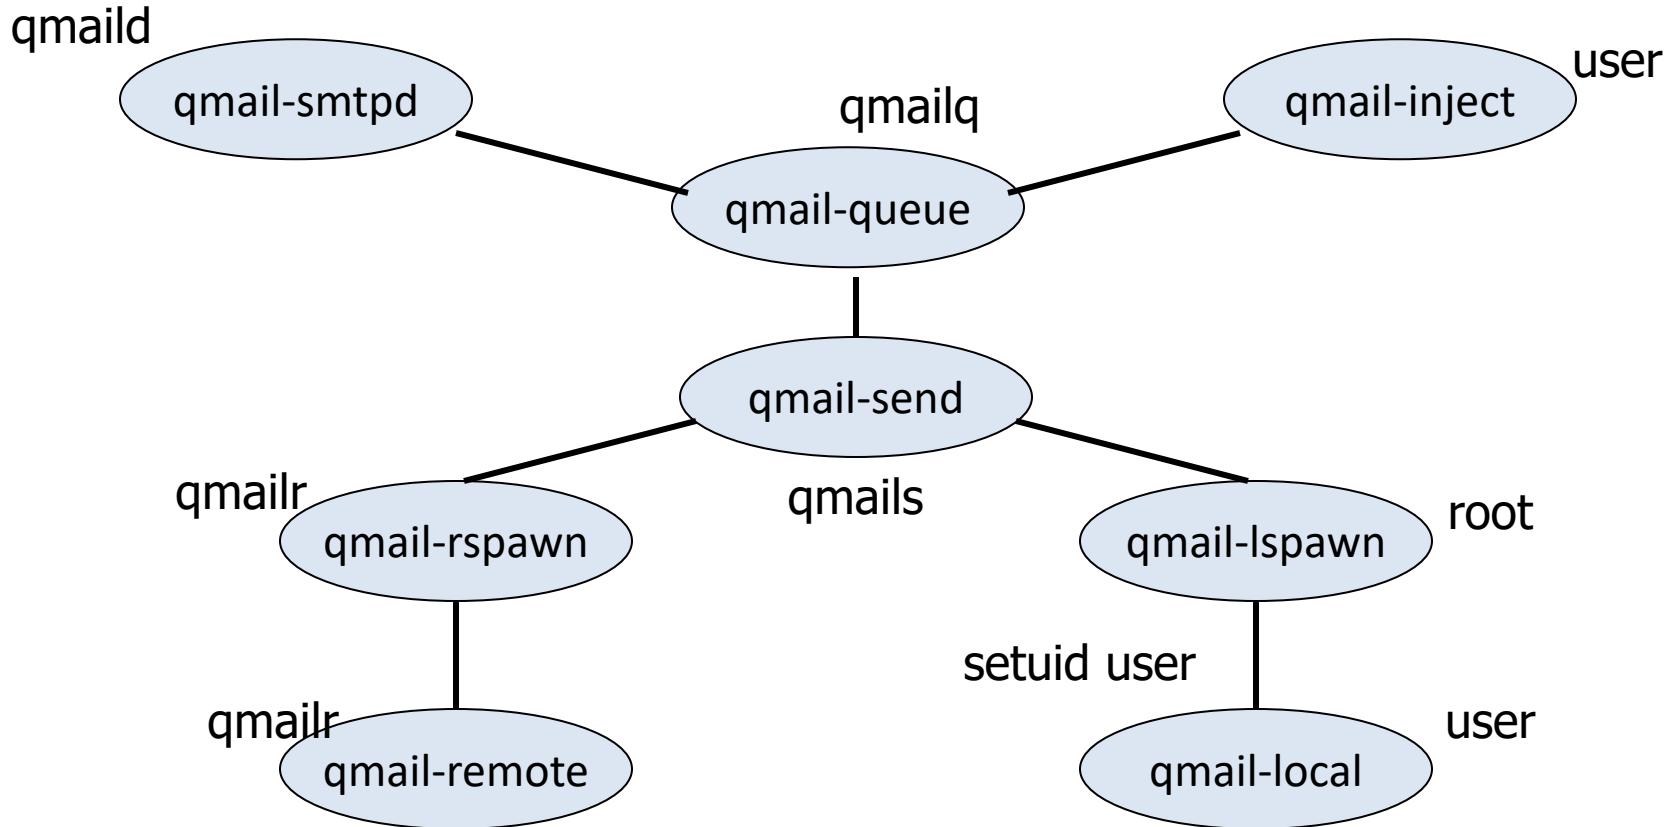 qmaild
qmail-smtpd
user
qmail-inject
qmailq
qmail-queue
qmail-send
qmails
qmailr
qmail-rspawn
root
qmail-lspawn
setuid user
qmailr
qmail-remote
user
qmail-local